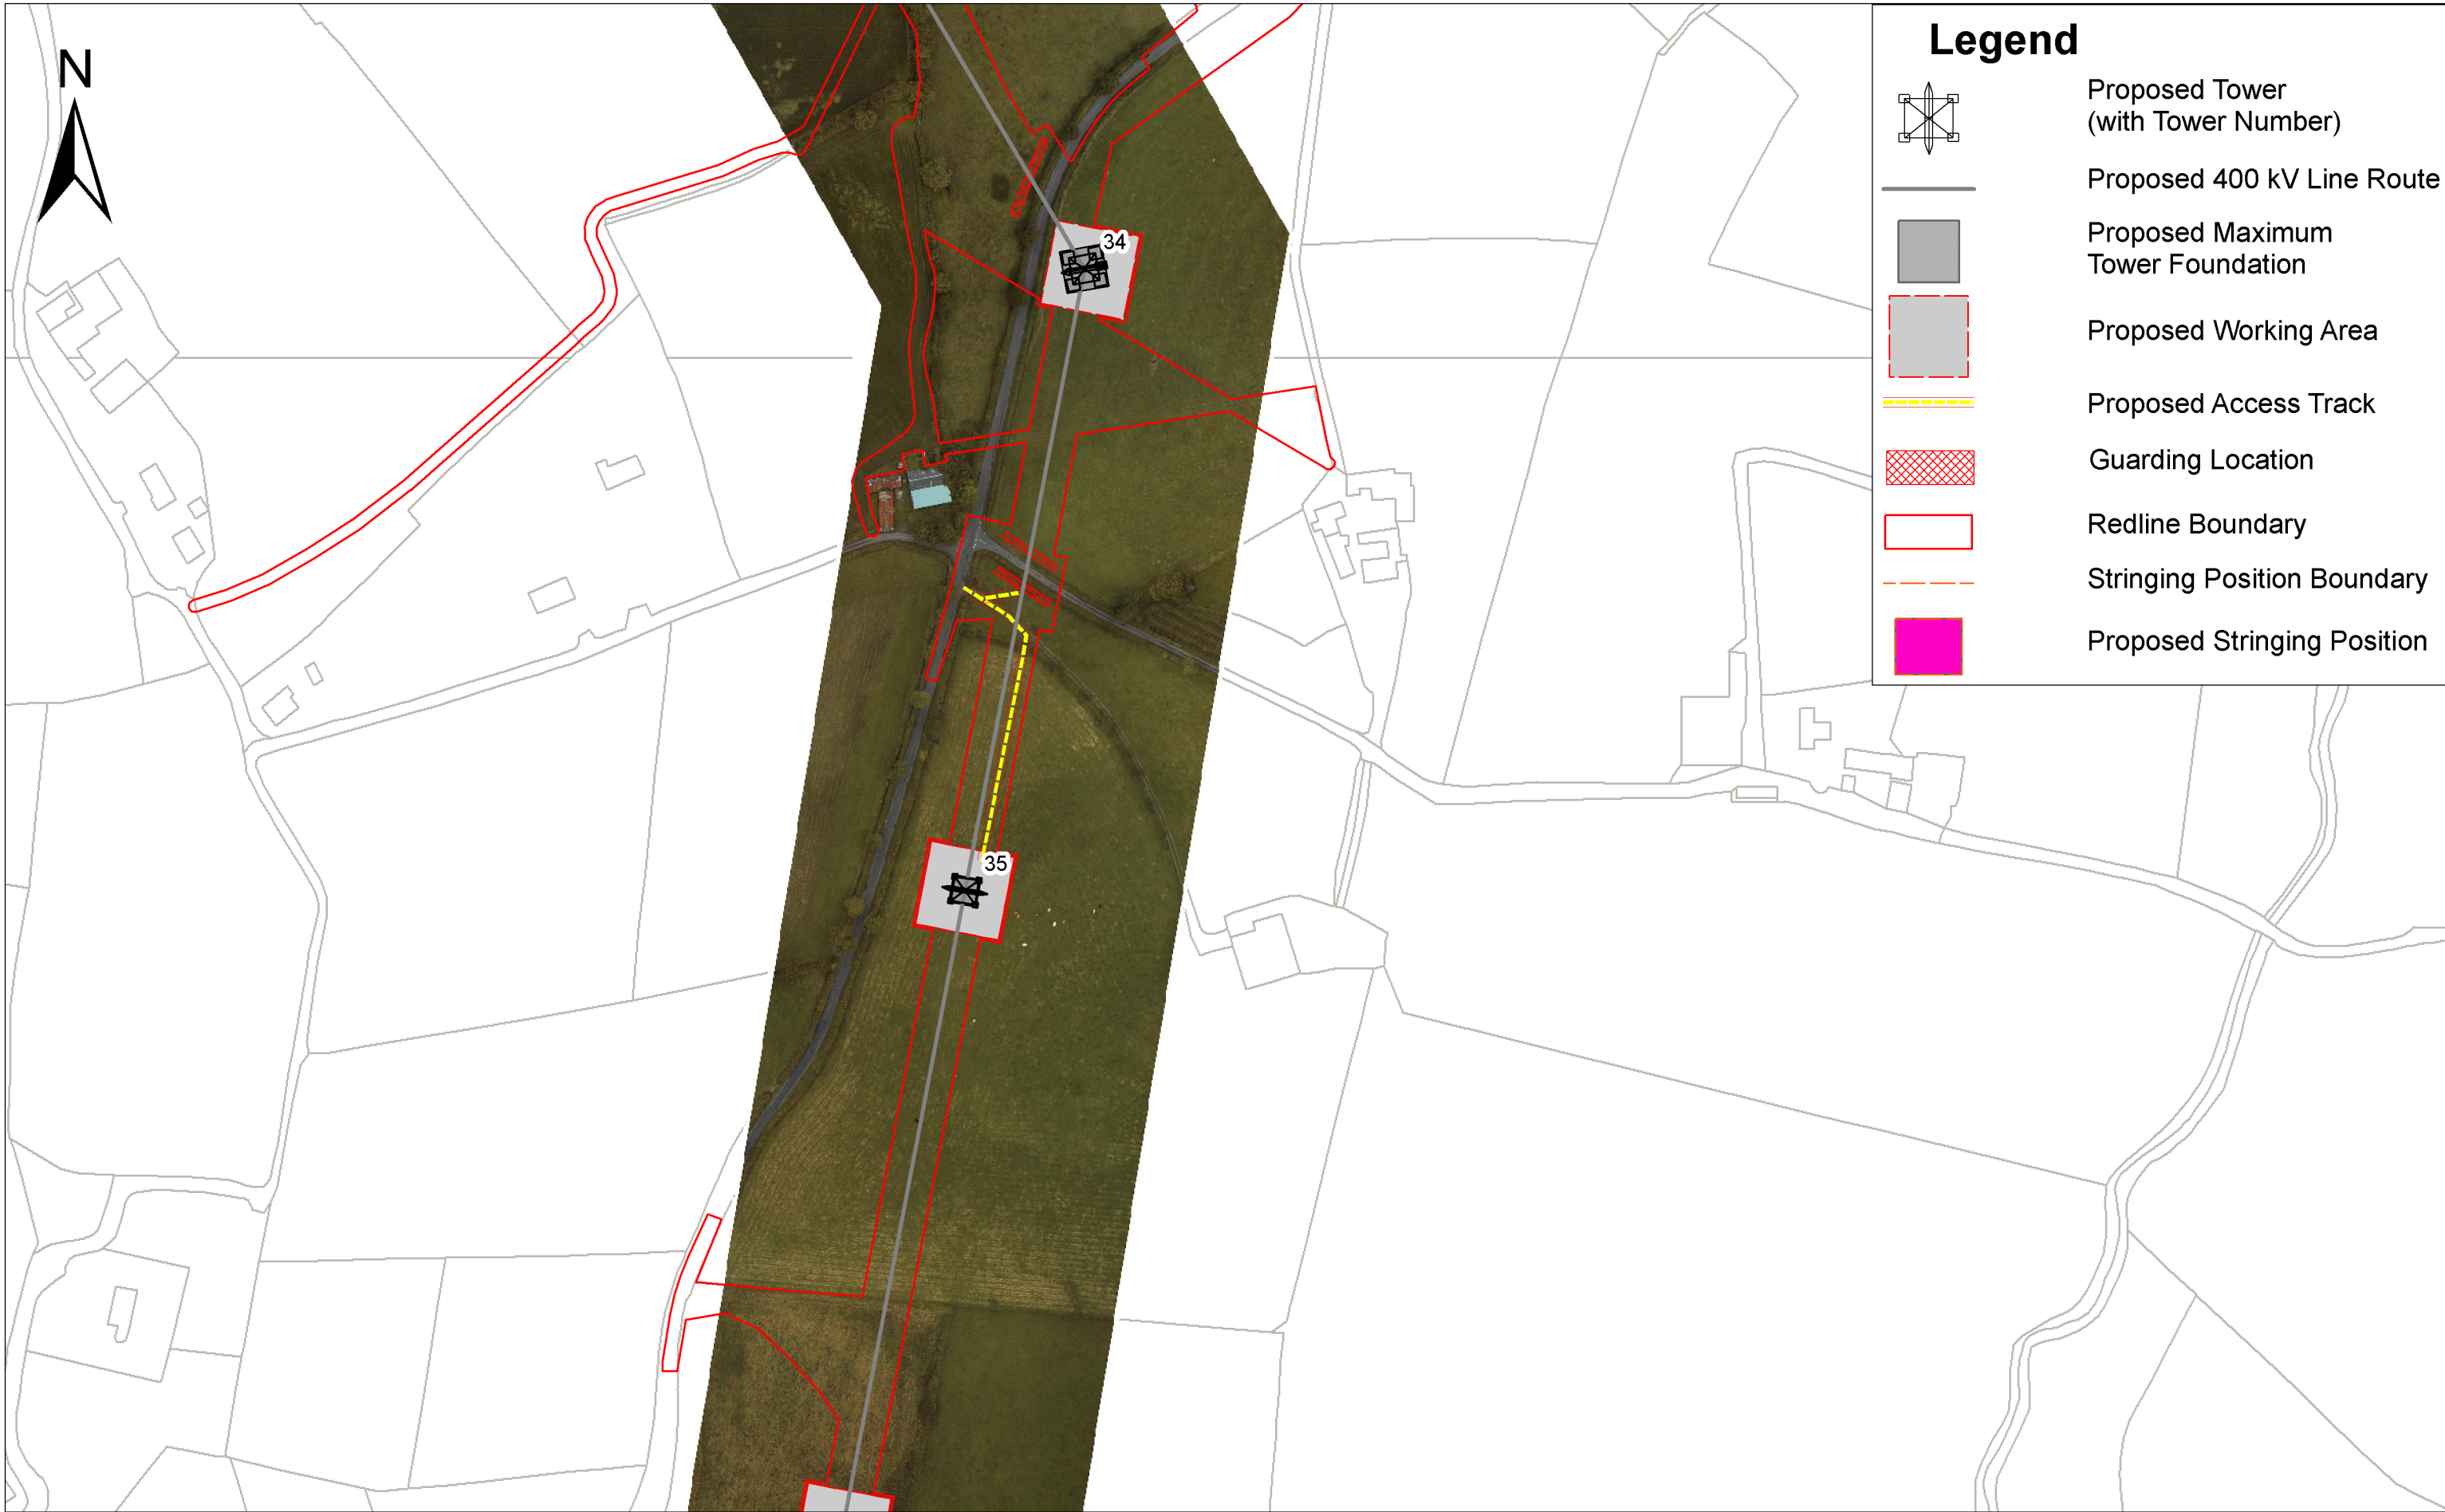 N
34
35
Legend
Proposed Tower
(with Tower Number)
Proposed 400 kV Line Route
Proposed Maximum
Tower Foundation
Proposed Working Area
Proposed Access Track
Guarding Location
Redline Boundary
Stringing Position Boundary
Proposed Stringing Position